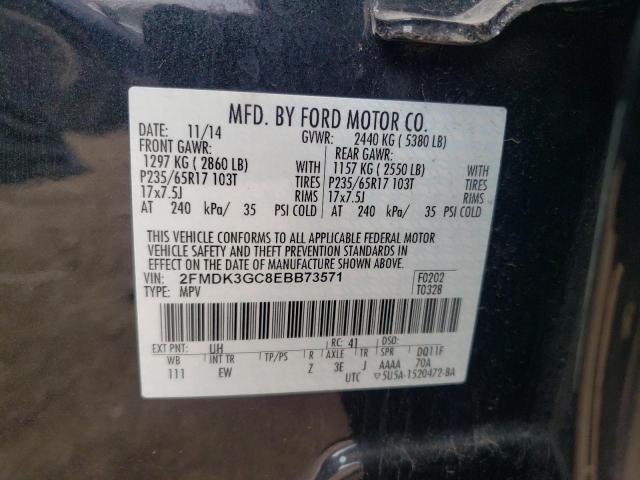 MFD. BY FORD MOTOR CO.
DATE: 11/14 GVWR: 2440 KG ( 5380 LB)
FRONT GAWR: REAR GAWR:
1297 KG ( 2860 LB) WITH 1157 KG ( 2550 LB) WITH
P235/65R17 103T TIRES P235/65R17 103T TIRES
17x7.5J RIMS 17x7.5J RIMS
AT 240 kPa/ 35 PSI COLD AT 240 kPa/ 35 PSI COLD
THIS VEHICLE CONFORMS TO ALL APPLICABLE FEDERAL MOTOR
VEHICLE SAFETY AND THEFT PREVENTION STANDARDS IN
EFFECT ON THE DATE OF MANUFACTURE SHOWN ABOVE.
VIN: 2FMDK3GC8EBB73571 F0202
TYPE: MPV T0328
EXT PNT: UH RC: 41 DSO:
WB INT TR TP/PS R AXLE TR SPR DQ11F
111 EW Z 3E J AAAA 70A
UTC ▽5U5A-1520472-BA